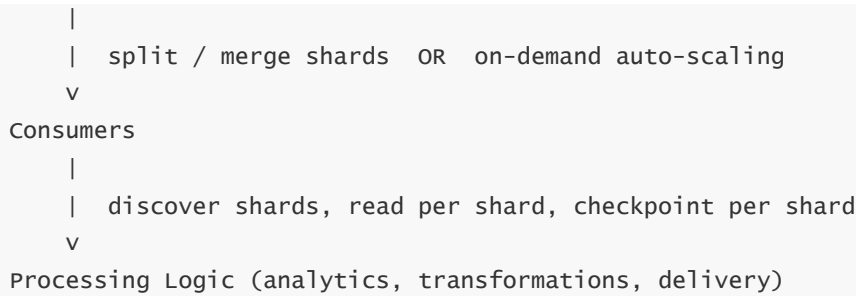 |
| split / merge shards OR on-demand auto-scaling
v
Consumers
|
| discover shards, read per shard, checkpoint per shard
v
Processing Logic (analytics, transformations, delivery)